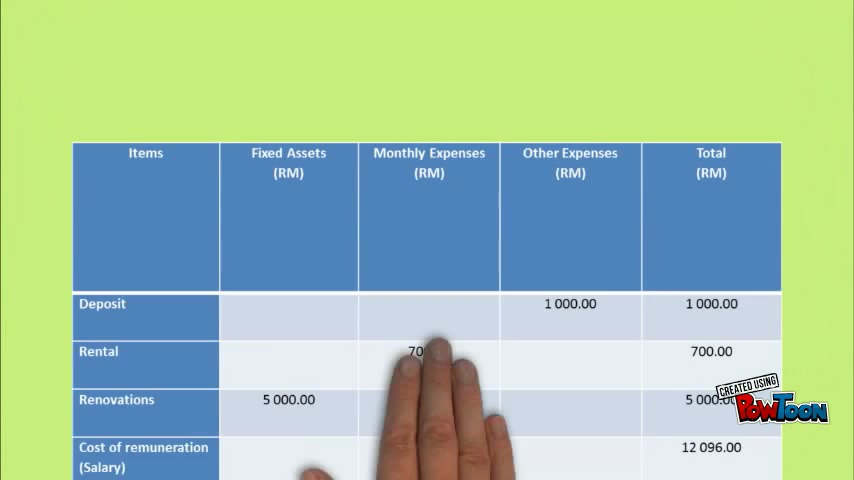 Items Fixed Assets Monthly Expenses Other Expenses Total
(RM) (RM) (RM) (RM)
Deposit 1 000.00 1 000.00
Rental 700.00
Renovations 5 000.00
Cost of remuneration 12 096.00
(Salary)
CREATED USING
POWTOON